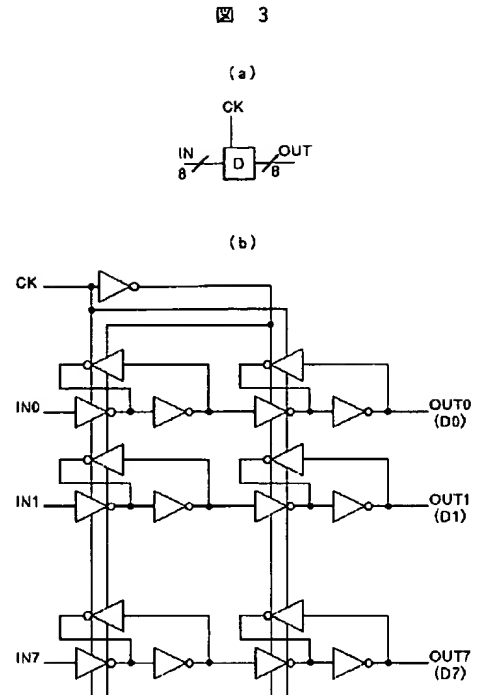 図 3
(a)
CK
IN
8
D
OUT
8
(b)
CK
IN0
OUT0
(D0)
IN1
OUT1
(D1)
IN7
OUT7
(D7)